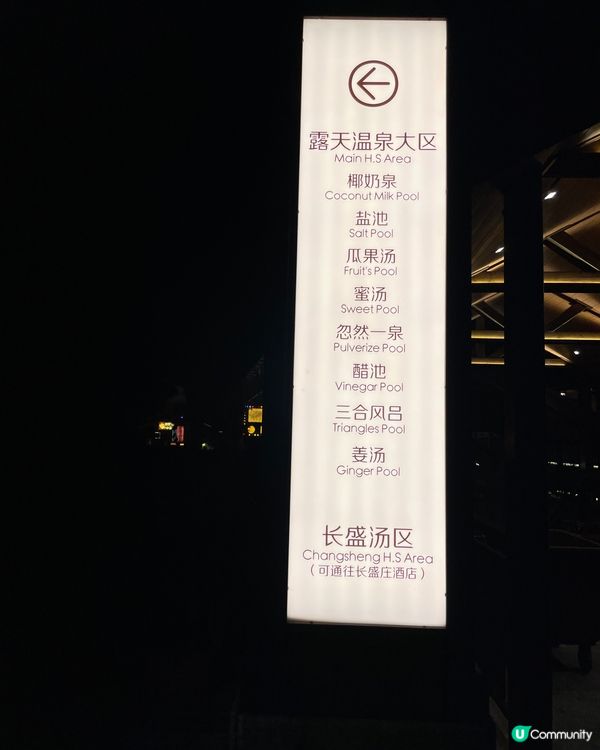 露天温泉大区
Main H.S Area
椰奶泉
Coconut Milk Pool
盐池
Salt Pool
瓜果汤
Fruit's Pool
蜜汤
Sweet Pool
忽然一泉
Pulverize Pool
醋池
Vinegar Pool
三合风吕
Triangles Pool
姜汤
Ginger Pool
长盛汤区
Changsheng H.S Area
（可通往长盛庄酒店）
U Community